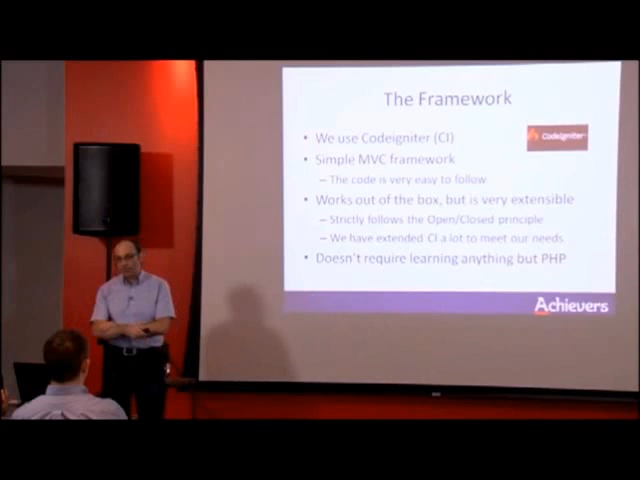 The Framework
• We use Codeigniter (CI)
CodeIgniter
• Simple MVC framework
– The code is very easy to follow
• Works out of the box, but is very extensible
– Strictly follows the Open/Closed principle
– We have extended CI a lot to meet our needs
• Doesn't require learning anything but PHP
Achievers